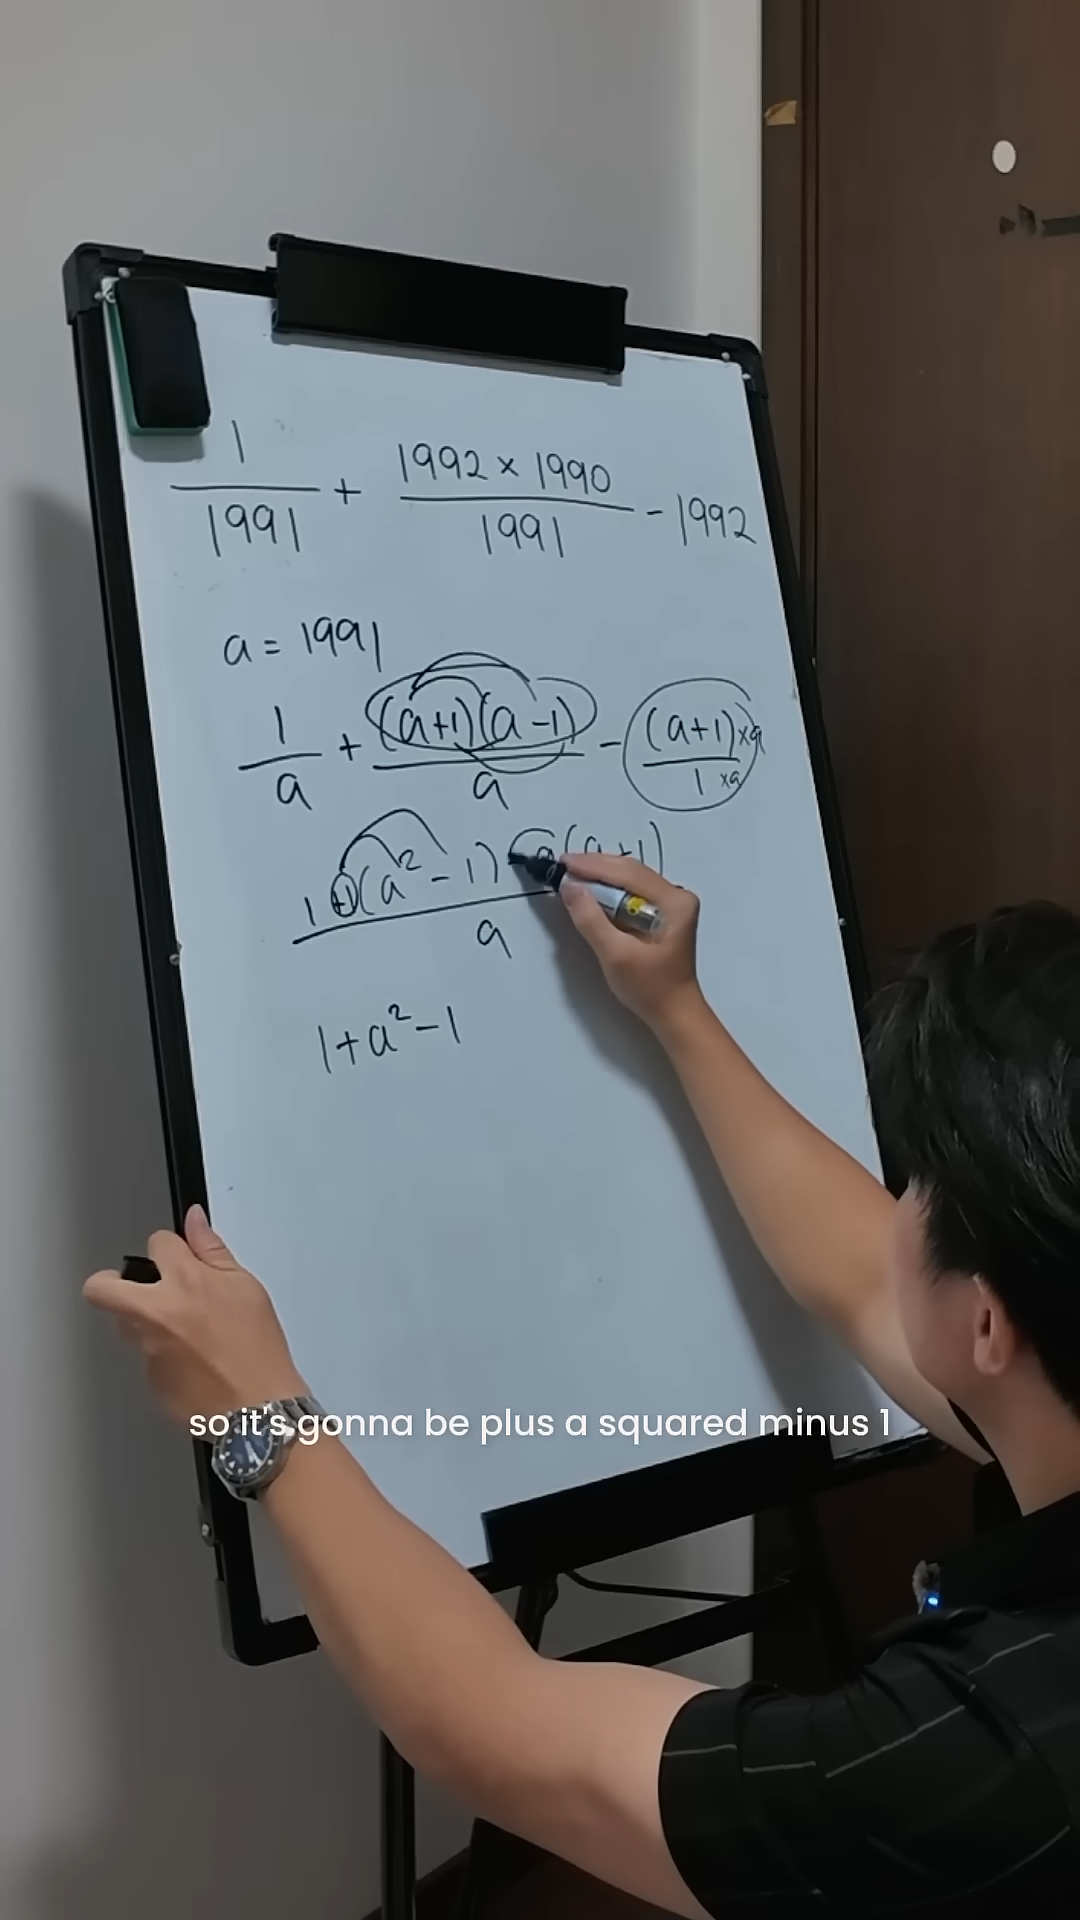 1/1991 + (1992 × 1990)/1991 - 1992
a = 1991
1/a + (a+1)(a-1)/a - (a+1)×a/1×a
1+(a²-1)-a(a+1)/a
1+a²-1
so it's gonna be plus a squared minus 1